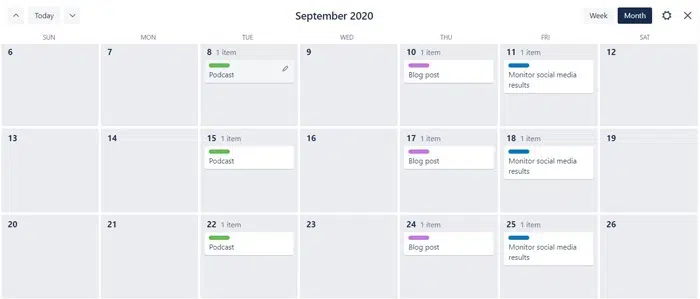 Today
September 2020
Week
Month
SUN
MON
TUE
WED
THU
FRI
SAT
6
7
8 1 item
Podcast
9
10 1 item
Blog post
11 1 item
Monitor social media
results
12
13
14
15 1 item
Podcast
16
17 1 item
Blog post
18 1 item
Monitor social media
results
19
20
21
22 1 item
Podcast
23
24 1 item
Blog post
25 1 item
Monitor social media
results
26